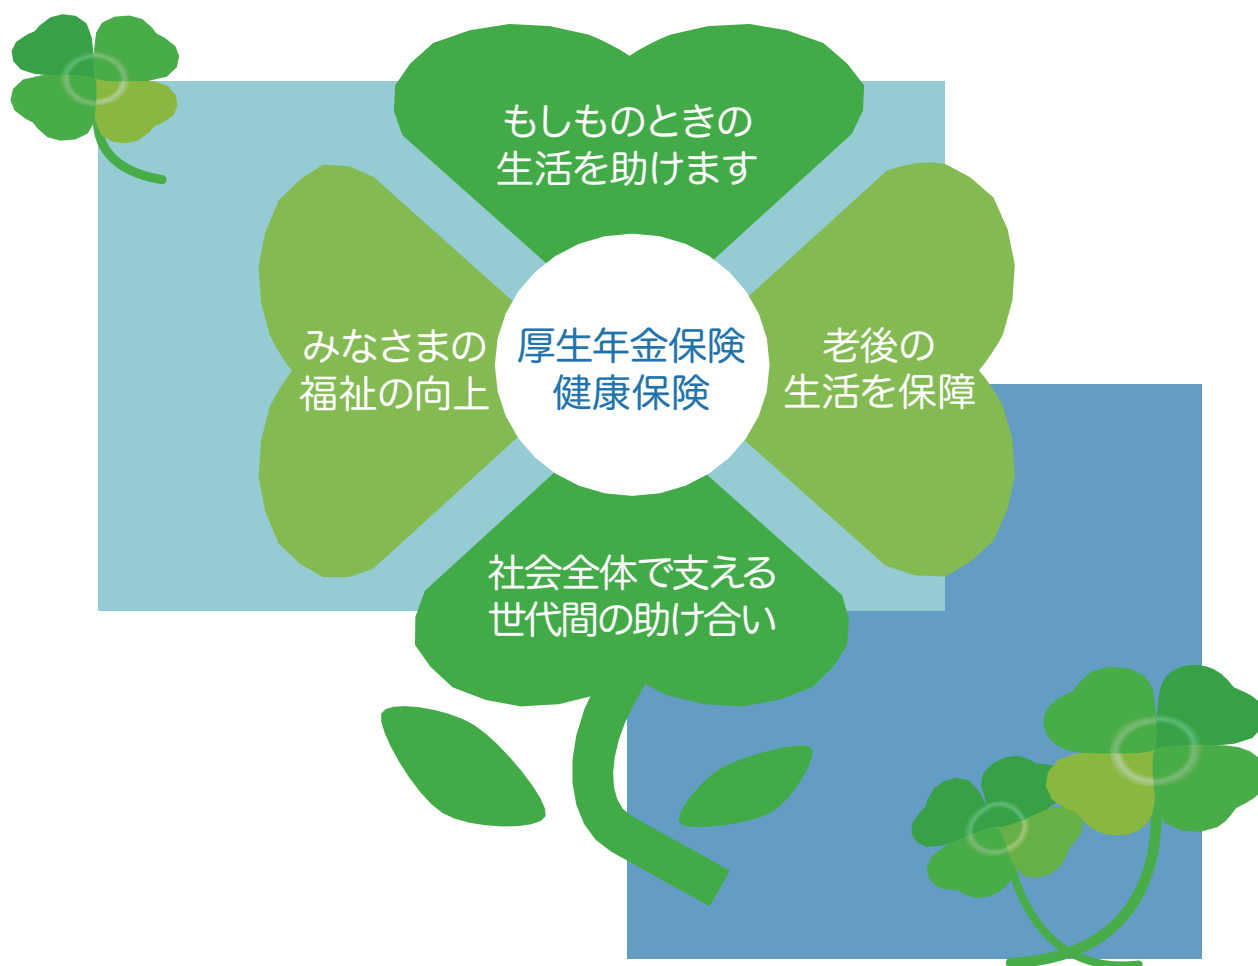 もしものときの
生活を助けます
みなさまの
福祉の向上
厚生年金保険
健康保険
老後の
生活を保障
社会全体で支える
世代間の助け合い